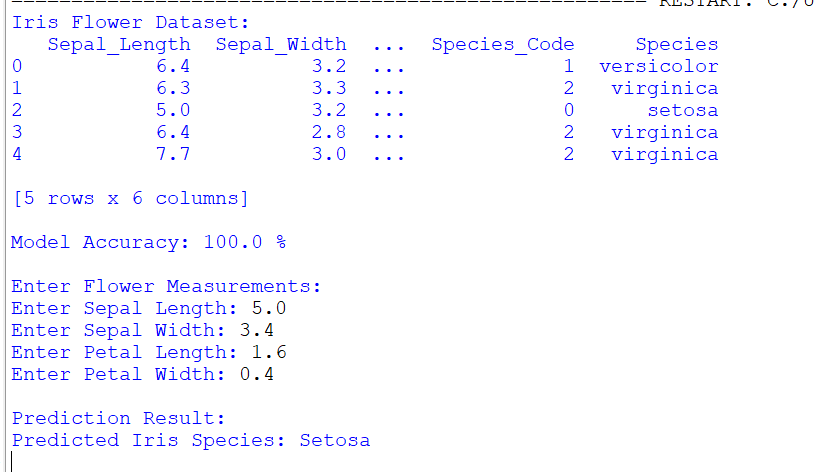 ================================================== RESTART: C:/U
Iris Flower Dataset:
   Sepal_Length  Sepal_Width  ...  Species_Code     Species
0           6.4          3.2  ...             1  versicolor
1           6.3          3.3  ...             2   virginica
2           5.0          3.2  ...             0      setosa
3           6.4          2.8  ...             2   virginica
4           7.7          3.0  ...             2   virginica
[5 rows x 6 columns]
Model Accuracy: 100.0 %
Enter Flower Measurements:
Enter Sepal Length: 5.0
Enter Sepal Width: 3.4
Enter Petal Length: 1.6
Enter Petal Width: 0.4
Prediction Result:
Predicted Iris Species: Setosa